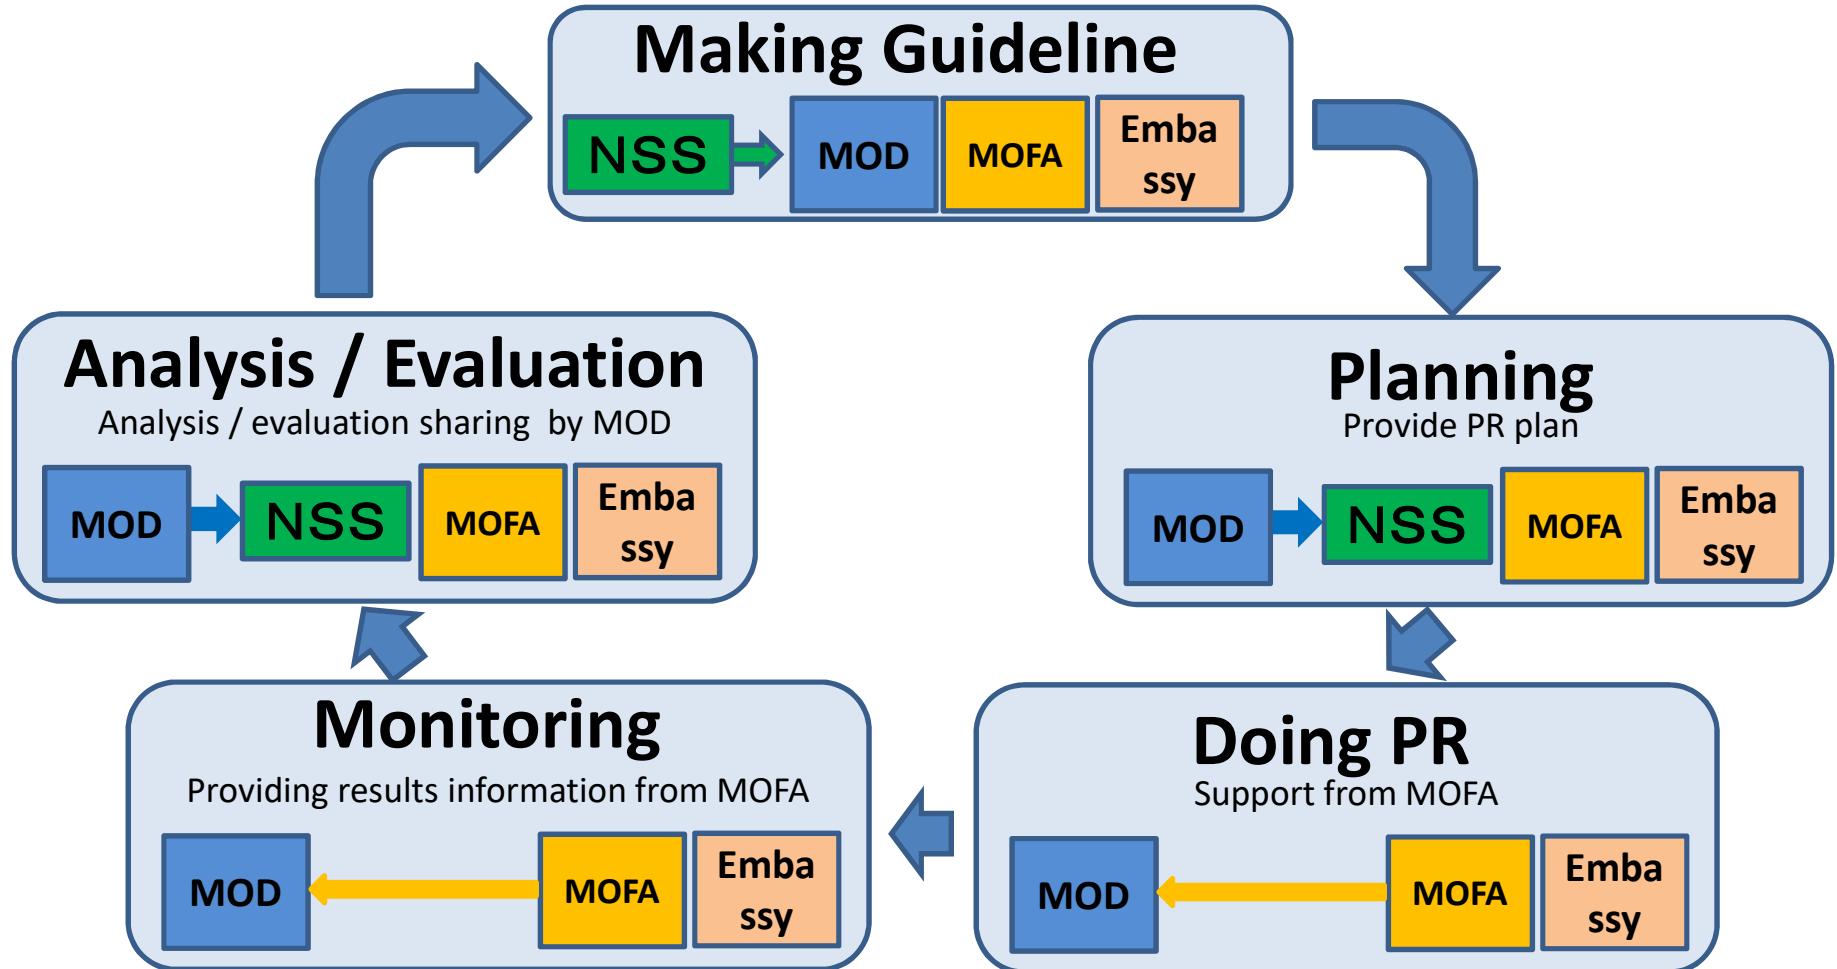 Making Guideline
NSS
MOD
MOFA
Emba
ssy
Analysis / Evaluation
Analysis / evaluation sharing by MOD
MOD
NSS
MOFA
Emba
ssy
Planning
Provide PR plan
MOD
NSS
MOFA
Emba
ssy
Monitoring
Providing results information from MOFA
MOD
MOFA
Emba
ssy
Doing PR
Support from MOFA
MOD
MOFA
Emba
ssy